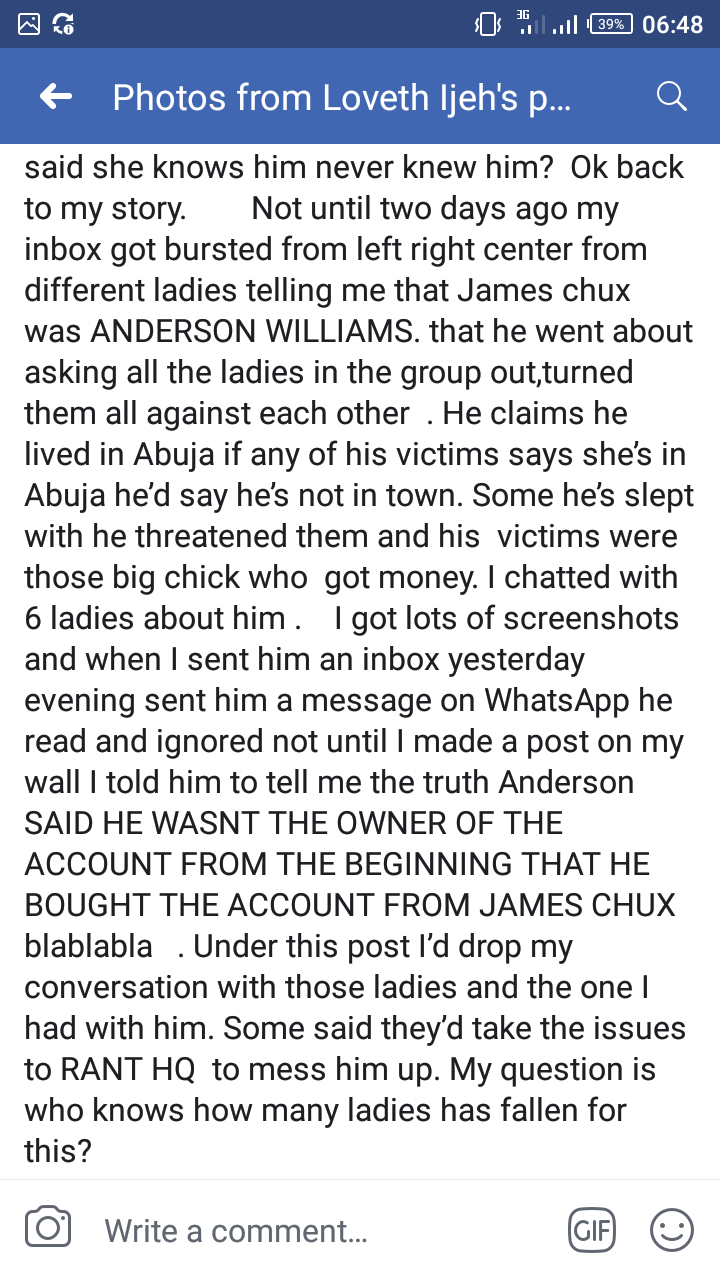 3G 39% 06:48
Photos from Loveth Ijeh's p...
said she knows him never knew him?  Ok back
to my story.        Not until two days ago my
inbox got bursted from left right center from
different ladies telling me that James chux
was ANDERSON WILLIAMS. that he went about
asking all the ladies in the group out,turned
them all against each other  . He claims he
lived in Abuja if any of his victims says she’s in
Abuja he’d say he’s not in town. Some he’s slept
with he threatened them and his  victims were
those big chick who  got money. I chatted with
6 ladies about him .    I got lots of screenshots
and when I sent him an inbox yesterday
evening sent him a message on WhatsApp he
read and ignored not until I made a post on my
wall I told him to tell me the truth Anderson
SAID HE WASNT THE OWNER OF THE
ACCOUNT FROM THE BEGINNING THAT HE
BOUGHT THE ACCOUNT FROM JAMES CHUX
blablabla   . Under this post I’d drop my
conversation with those ladies and the one I
had with him. Some said they’d take the issues
to RANT HQ  to mess him up. My question is
who knows how many ladies has fallen for
this?
Write a comment...
GIF